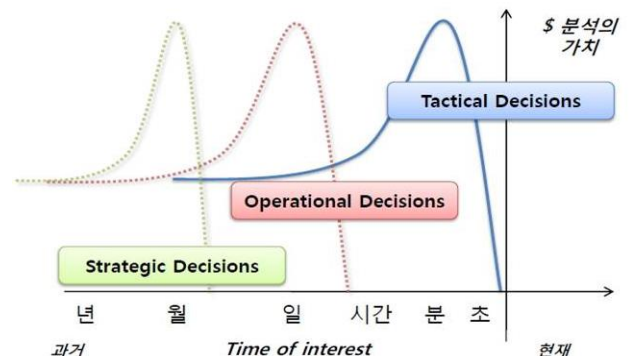 $ 분석의
가치
Tactical Decisions
Operational Decisions
Strategic Decisions
년 월 일 시간 분 초
과거 Time of interest 현재